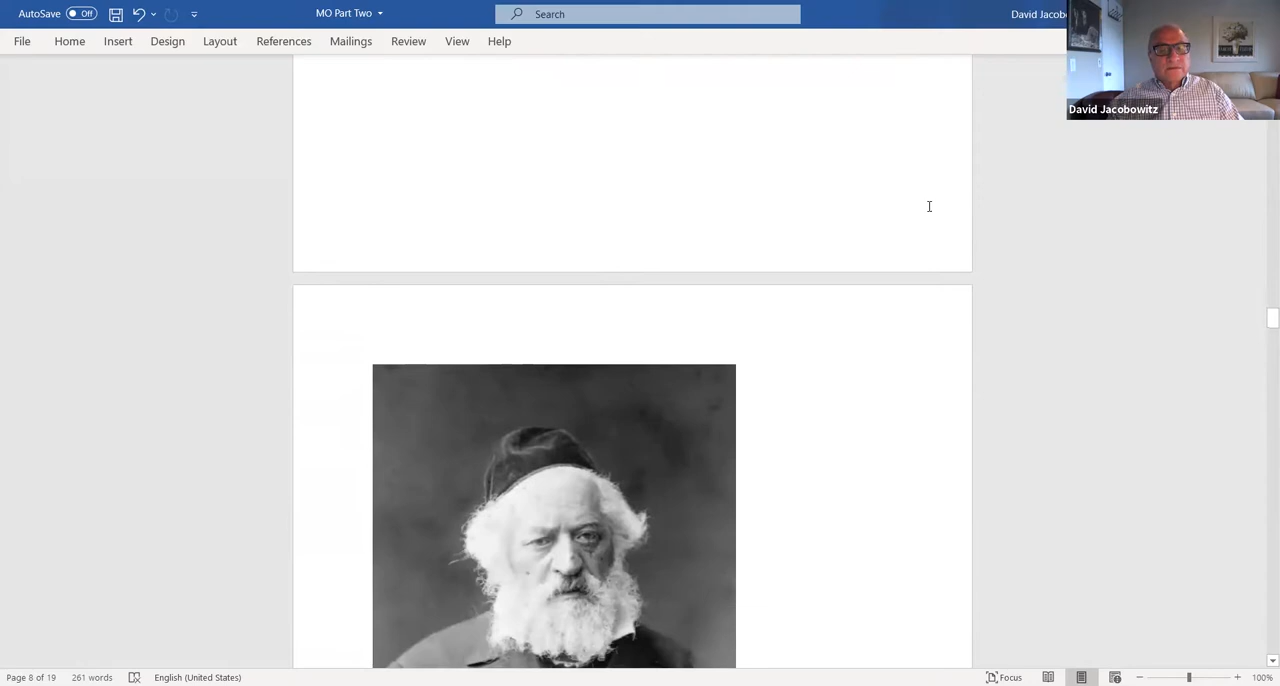 AutoSave Off MO Part Two Search David Jacob
File Home Insert Design Layout References Mailings Review View Help
David Jacobowitz
Page 8 of 19 261 words English (United States) Focus 100%